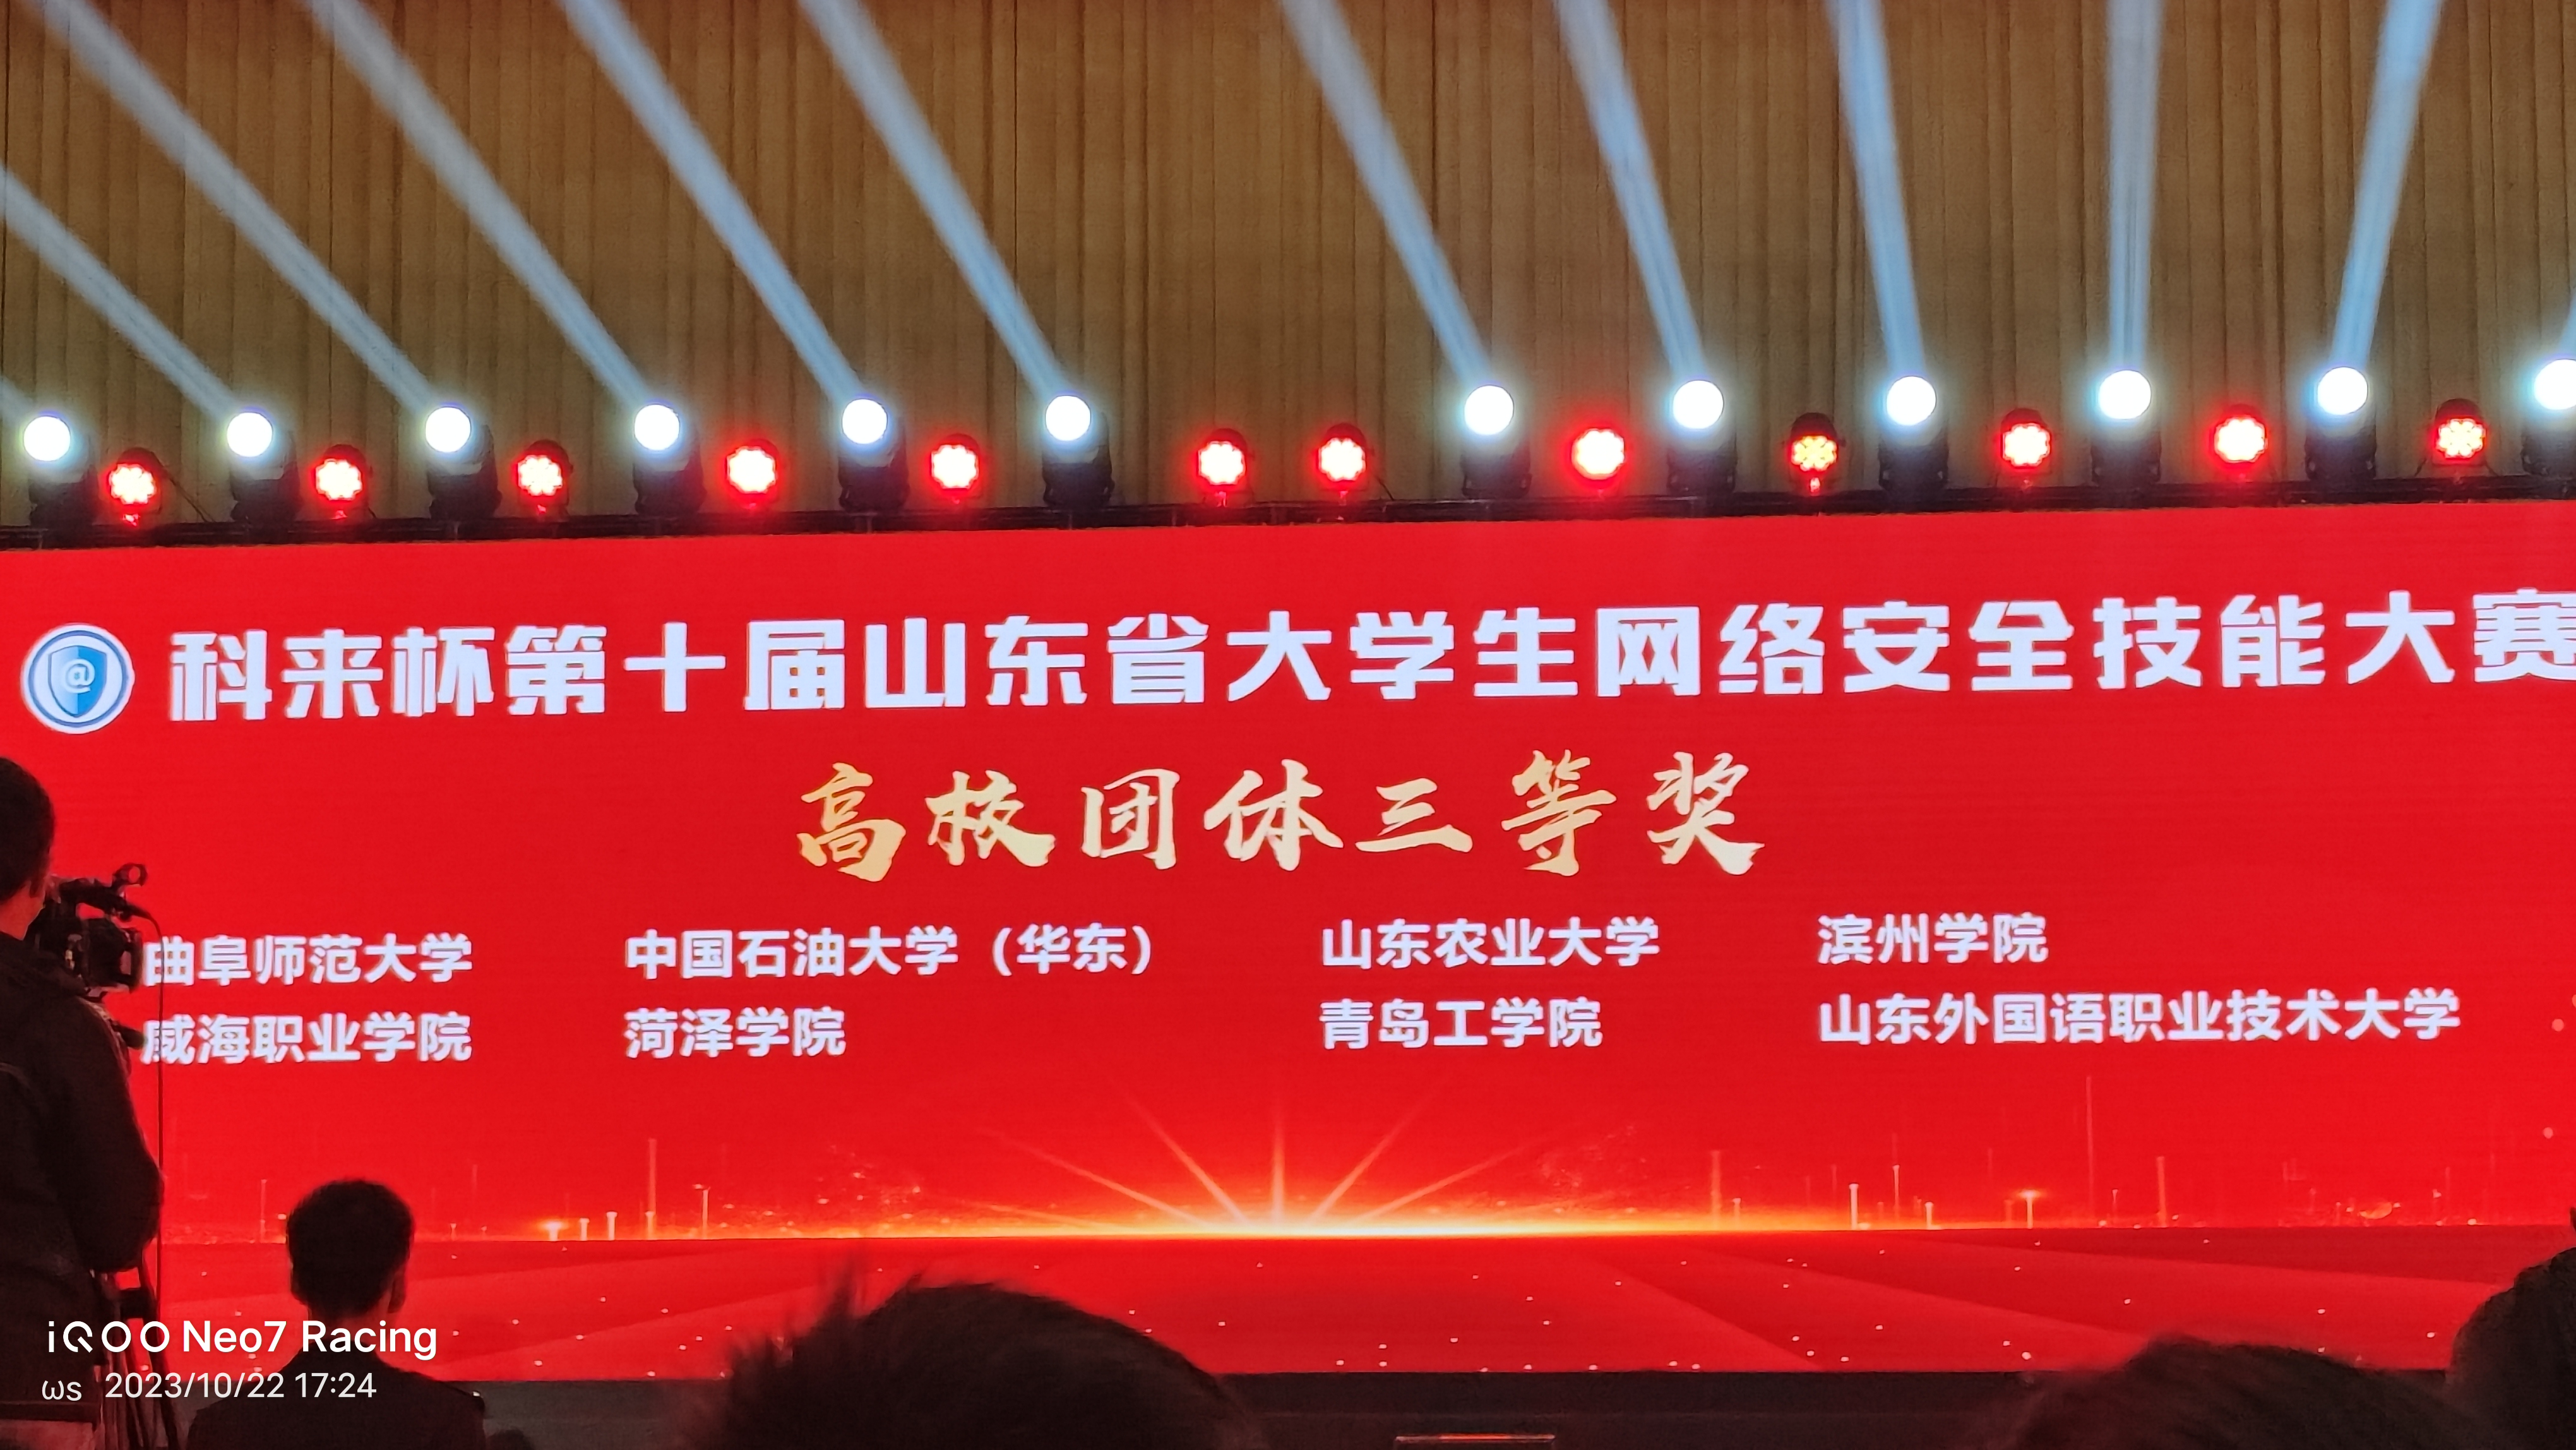 @
科来杯第十届山东省大学生网络安全技能大赛
高校团体三等奖
曲阜师范大学 中国石油大学（华东） 山东农业大学 滨州学院
威海职业学院 菏泽学院 青岛工学院 山东外国语职业技术大学
iQOO Neo7 Racing
ws 2023/10/22 17:24